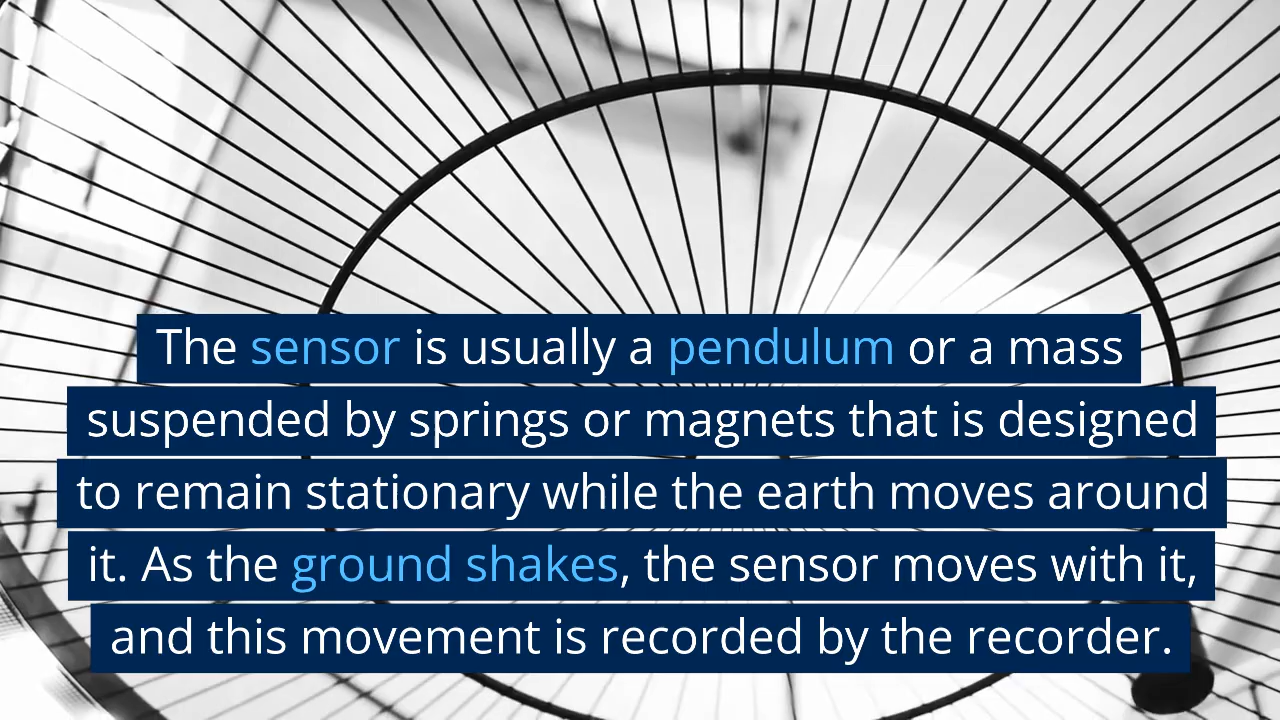 The sensor is usually a pendulum or a mass
suspended by springs or magnets that is designed
to remain stationary while the earth moves around
it. As the ground shakes, the sensor moves with it,
and this movement is recorded by the recorder.